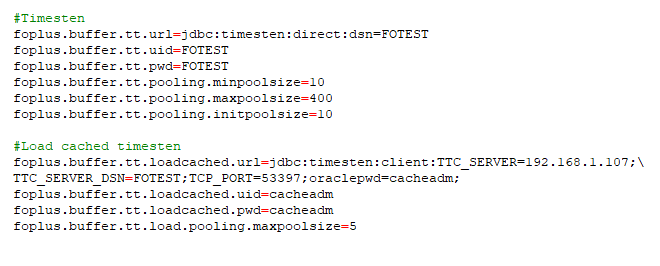 #Timesten
foplus.buffer.tt.url=jdbc:timesten:direct:dsn=FOTEST
foplus.buffer.tt.uid=FOTEST
foplus.buffer.tt.pwd=FOTEST
foplus.buffer.tt.pooling.minpoolsize=10
foplus.buffer.tt.pooling.maxpoolsize=400
foplus.buffer.tt.pooling.initpoolsize=10
#Load cached timesten
foplus.buffer.tt.loadcached.url=jdbc:timesten:client:TTC_SERVER=192.168.1.107;\
TTC_SERVER_DSN=FOTEST;TCP_PORT=53397;oraclepwd=cacheadm;
foplus.buffer.tt.loadcached.uid=cacheadm
foplus.buffer.tt.loadcached.pwd=cacheadm
foplus.buffer.tt.load.pooling.maxpoolsize=5